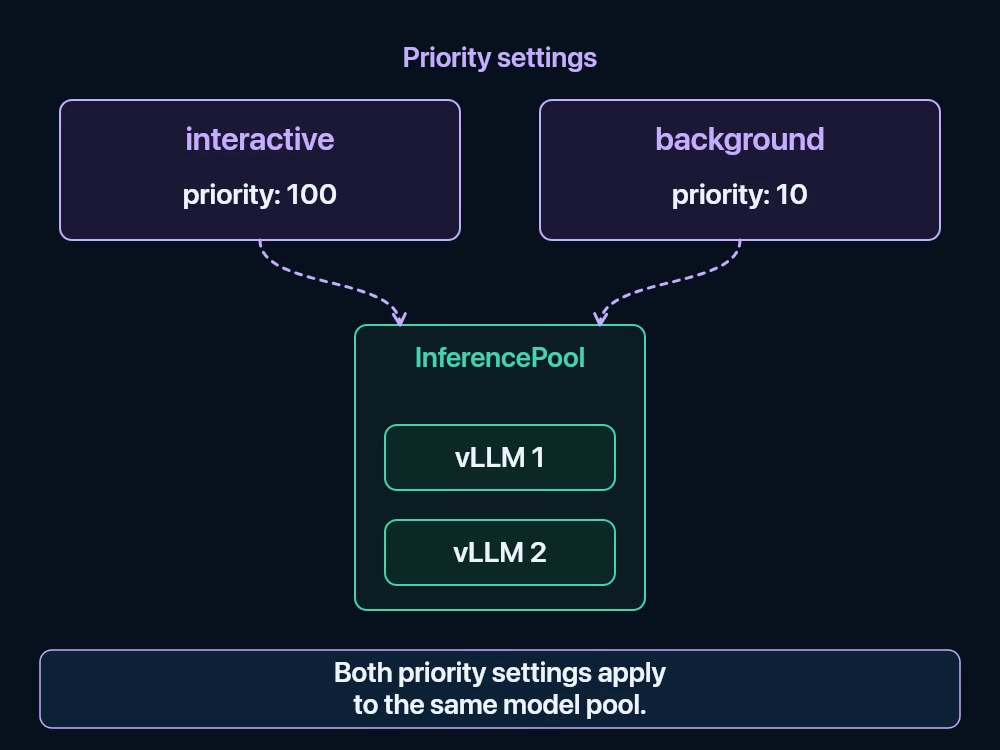 Priority settings
interactive
priority: 100
background
priority: 10
InferencePool
vLLM 1
vLLM 2
Both priority settings apply
to the same model pool.